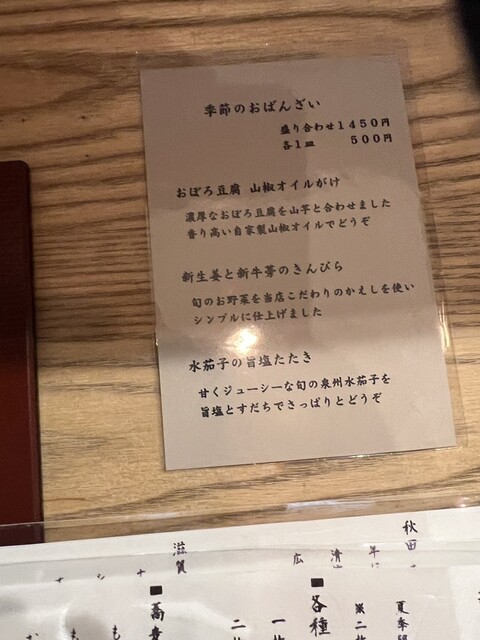 季節のおばんざい
盛り合わせ1450円
各1皿 500円
おぼろ豆腐 山椒オイルがけ
濃厚なおぼろ豆腐を山芋と合わせました
香り高い自家製山椒オイルでどうぞ
新生姜と新牛蒡のきんぴら
旬のお野菜を当店こだわりのかえしを使い
シンプルに仕上げました
水茄子の旨塩たたき
甘くジューシーな旬の泉州水茄子を
旨塩とすだちでさっぱりとどうぞ
秋田
滋賀
広
■各種